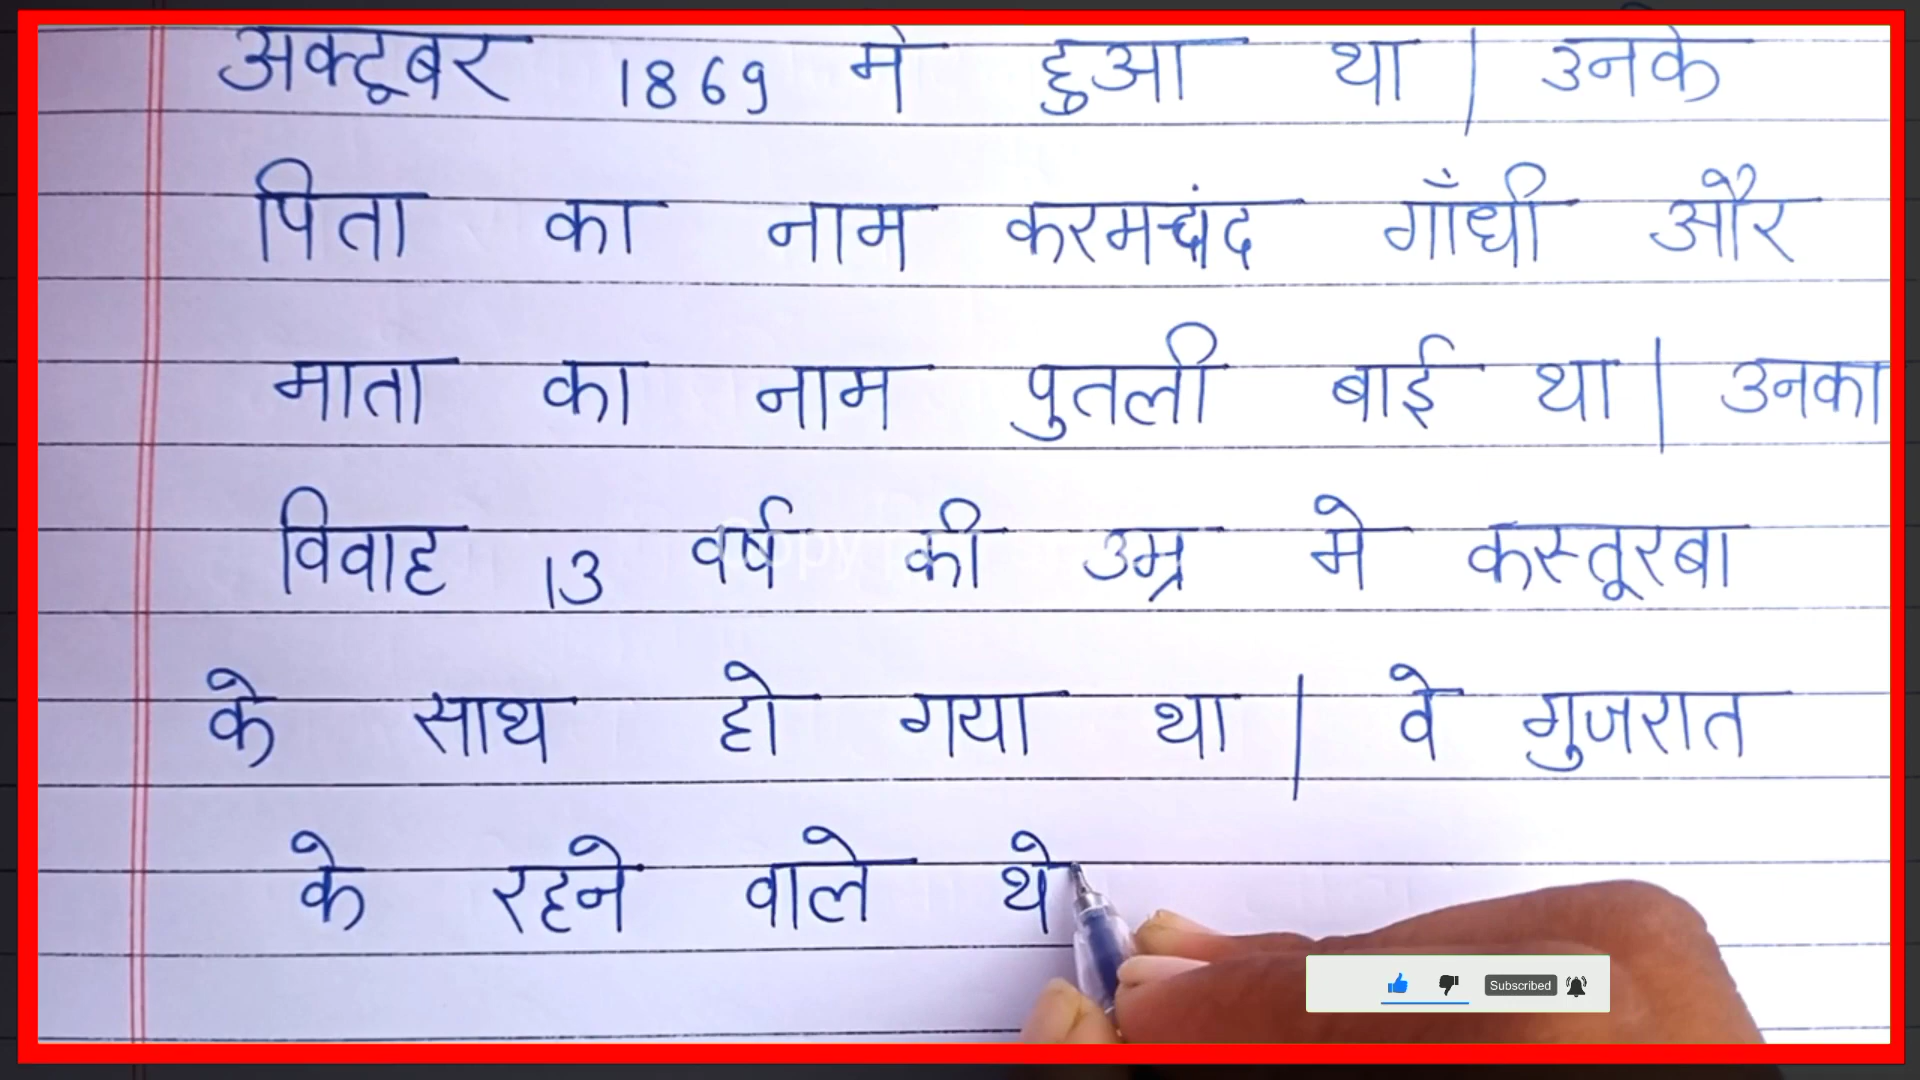 अक्टूबर 1869 मे हुआ था | उनके
पिता का नाम करमचंद गाँधी और
माता का नाम पुतली बाई था | उनका
विवाह 13 वर्ष की उम्र मे कस्तूरबा
के साथ हो गया था | वे गुजरात
के रहने वाले थे
Subscribed